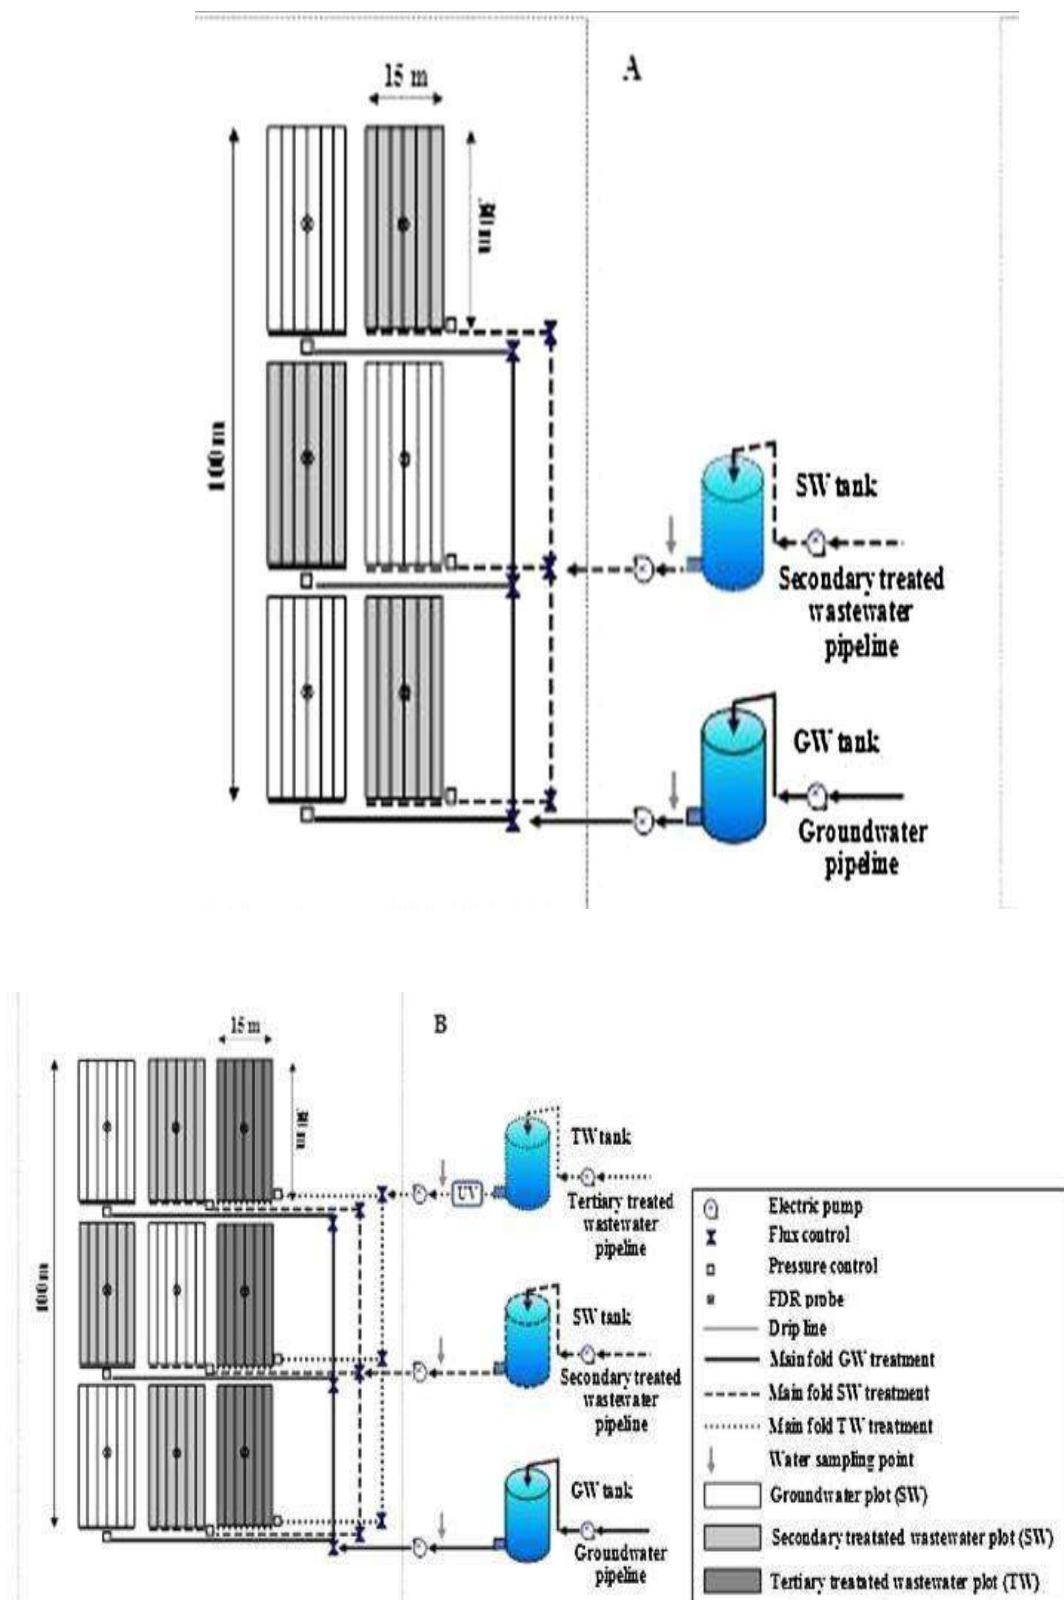 A
15 m
100 m
SW tank
Secondary treated
wastewater
pipeline
GW tank
Groundwater
pipeline
B
15 m
100 m
TW tank
UV
Tertiary treated
wastewater
pipeline
SW tank
Secondary treated
wastewater
pipeline
GW tank
Groundwater
pipeline
Electric pump
Flux control
Pressure control
FDR probe
Drip line
Main fold GW treatment
Main fold SW treatment
Main fold TW treatment
Water sampling point
Groundwater plot (SW)
Secondary treatated wastewater plot (SW)
Tertiary treatated wastewater plot (TW)